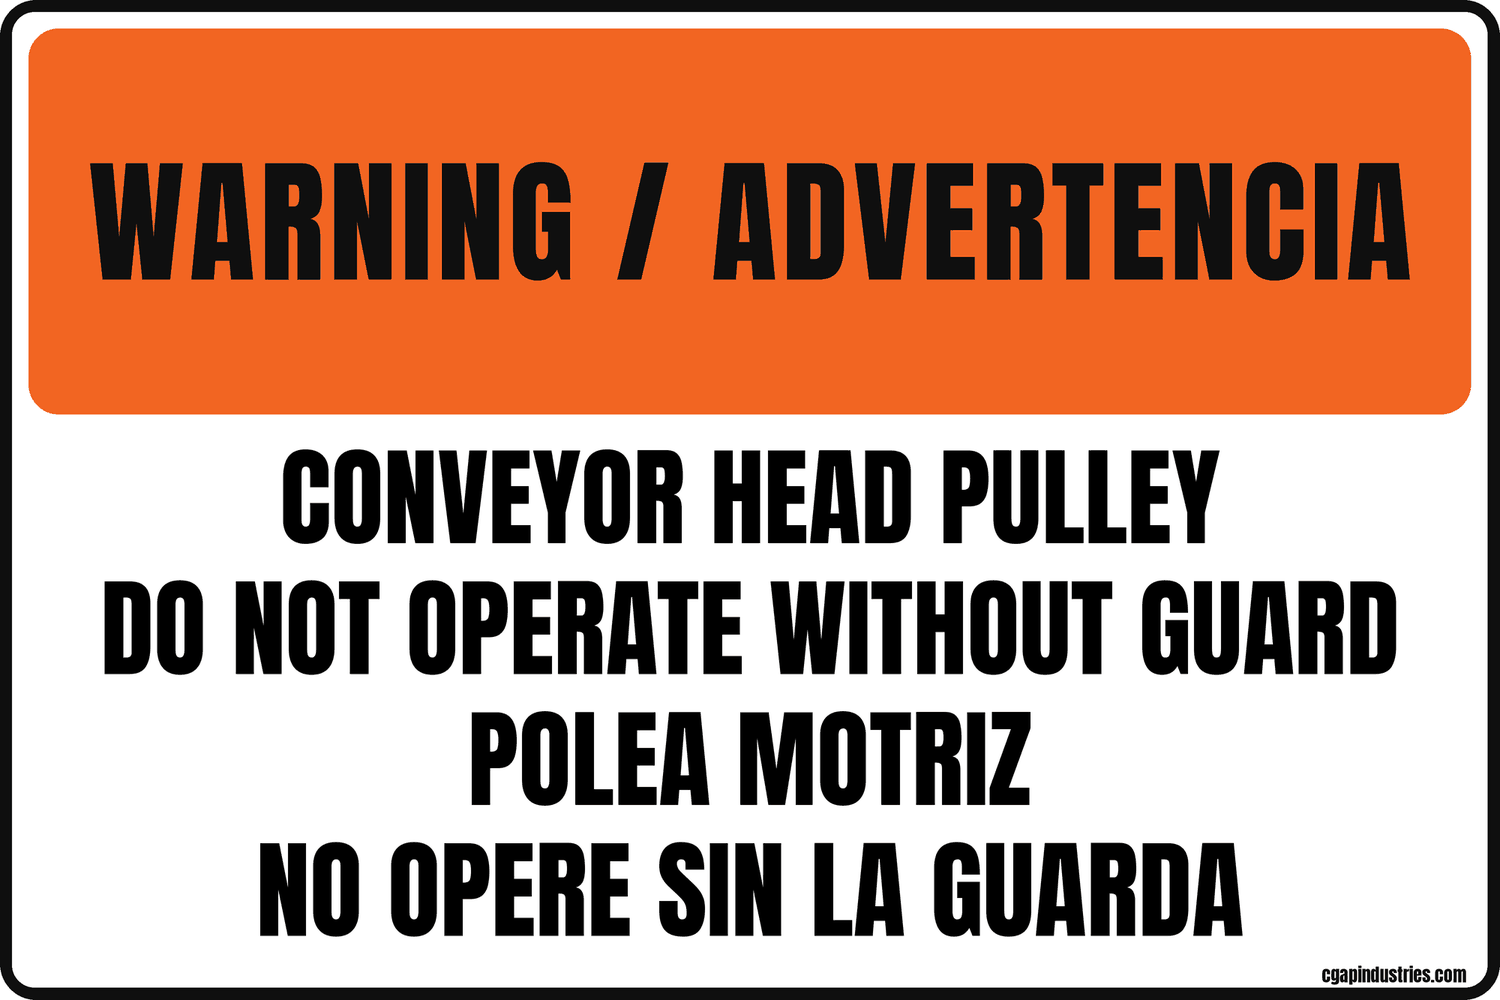 WARNING / ADVERTENCIA
CONVEYOR HEAD PULLEY
DO NOT OPERATE WITHOUT GUARD
POLEA MOTRIZ
NO OPERE SIN LA GUARDA
cgapindustries.com